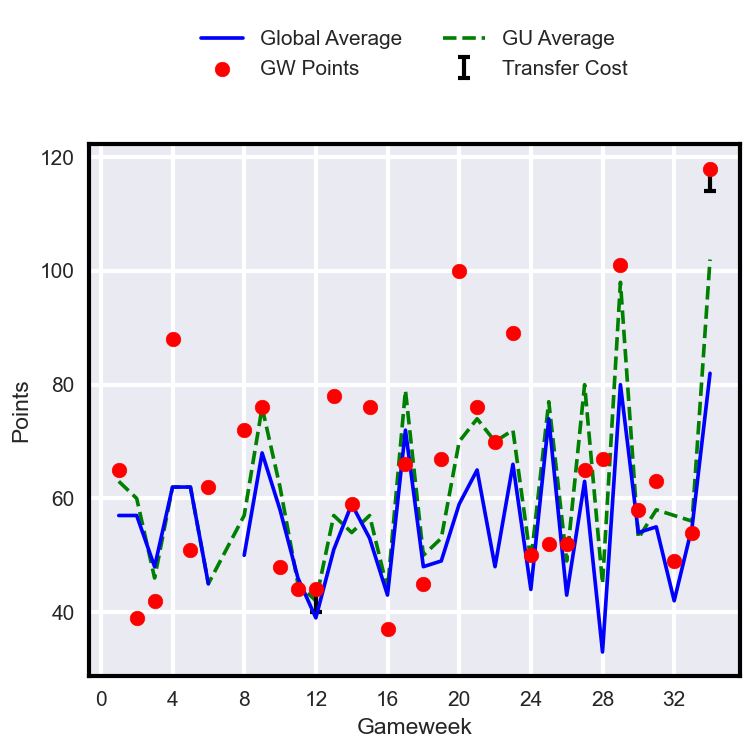 Global Average
GU Average
GW Points
Transfer Cost
120
100
80
60
40
Points
0 4 8 12 16 20 24 28 32
Gameweek